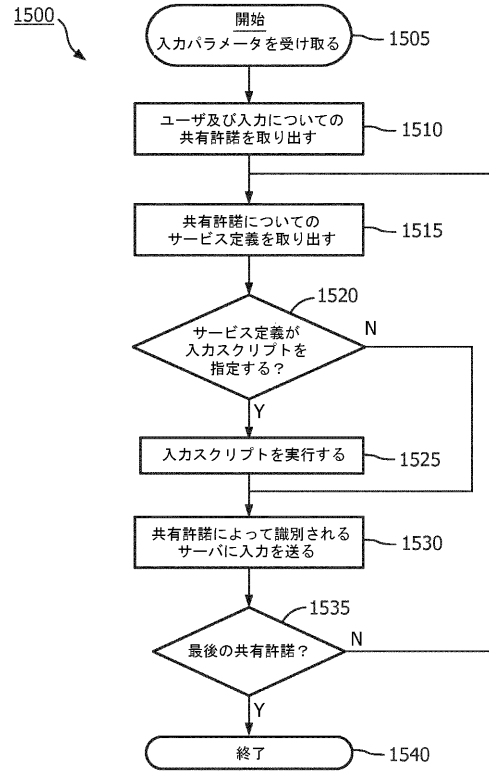 1500
開始
入力パラメータを受け取る
1505
ユーザ及び入力についての
共有許諾を取り出す
1510
共有許諾についての
サービス定義を取り出す
1515
1520
サービス定義が
入力スクリプトを
指定する？
N
Y
入力スクリプトを実行する
1525
共有許諾によって識別される
サーバに入力を送る
1530
1535
最後の共有許諾？
N
Y
終了
1540